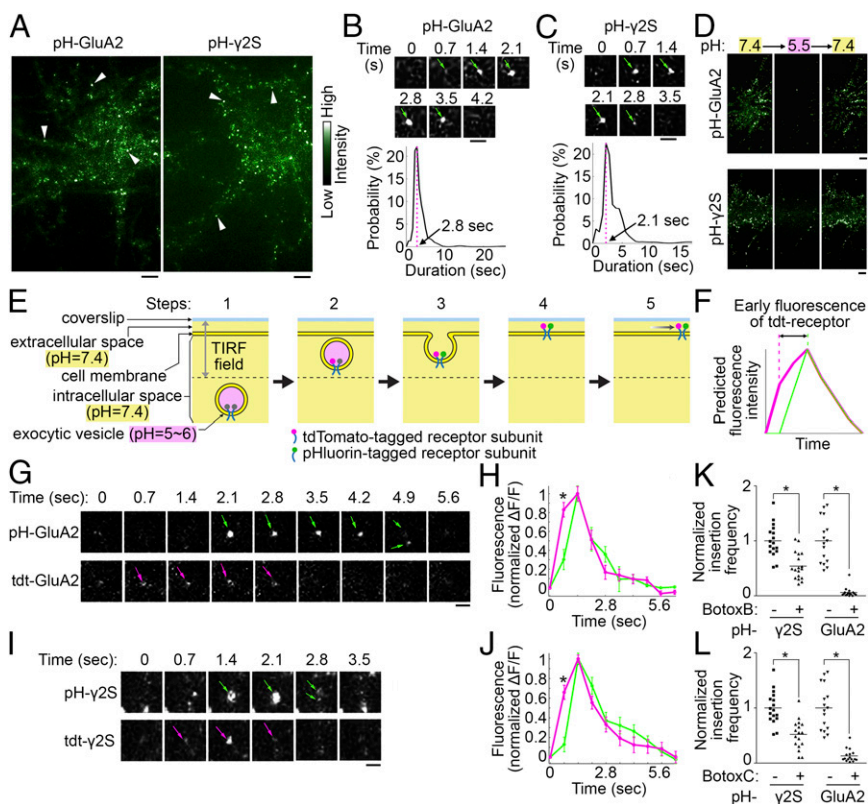 A
pH-GluA2
pH-γ2S
High
Intensity
Low
B
pH-GluA2
Time (s)
0 0.7 1.4 2.1
2.8 3.5 4.2
Probability (%)
20
15
10
5
0
2.8 sec
0 10 20
Duration (sec)
C
pH-γ2S
Time (s)
0 0.7 1.4
2.1 2.8 3.5
Probability (%)
20
15
10
5
0
2.1 sec
0 5 10 15
Duration (sec)
D
pH: 7.4 5.5 7.4
pH-GluA2
pH-γ2S
E
Steps: 1 2 3 4 5
coverslip
extracellular space
(pH=7.4)
cell membrane
intracellular space
(pH=7.4)
exocytic vesicle (pH=5~6)
TIRF
field
tdTomato-tagged receptor subunit
pHluorin-tagged receptor subunit
F
Early fluorescence
of tdt-receptor
Predicted
fluorescence
intensity
Time
G
Time (sec): 0 0.7 1.4 2.1 2.8 3.5 4.2 4.9 5.6
pH-GluA2
tdt-GluA2
H
Fluorescence
(normalized ΔF/F)
1.0
0.8
0.6
0.4
0.2
0
*
0 2.8 5.6
Time (sec)
I
Time (sec): 0 0.7 1.4 2.1 2.8 3.5
pH-γ2S
tdt-γ2S
J
Fluorescence
(normalized ΔF/F)
1.0
0.8
0.6
0.4
0.2
0
*
0 2.8 5.6
Time (sec)
K
Normalized
insertion
frequency
2
1
0
* *
BotoxB: - + - +
pH- γ2S GluA2
L
Normalized
insertion
frequency
2
1
0
* *
BotoxC: - + - +
pH- γ2S GluA2